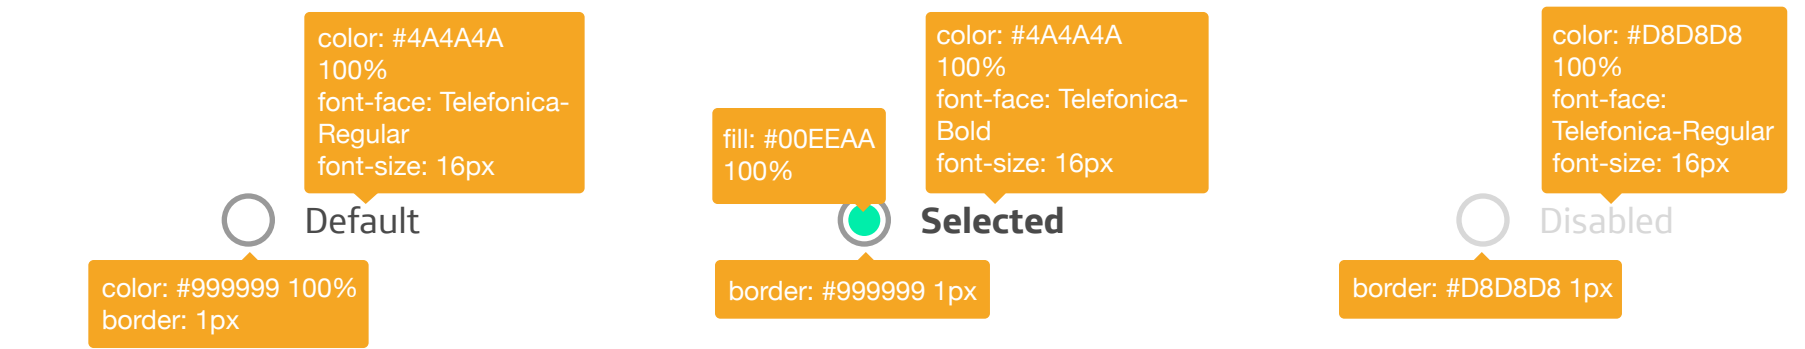 color: #4A4A4A
100%
font-face: Telefonica-
Regular
font-size: 16px
Default
color: #999999 100%
border: 1px
fill: #00EEAA
100%
color: #4A4A4A
100%
font-face: Telefonica-
Bold
font-size: 16px
Selected
border: #999999 1px
color: #D8D8D8
100%
font-face:
Telefonica-Regular
font-size: 16px
Disabled
border: #D8D8D8 1px